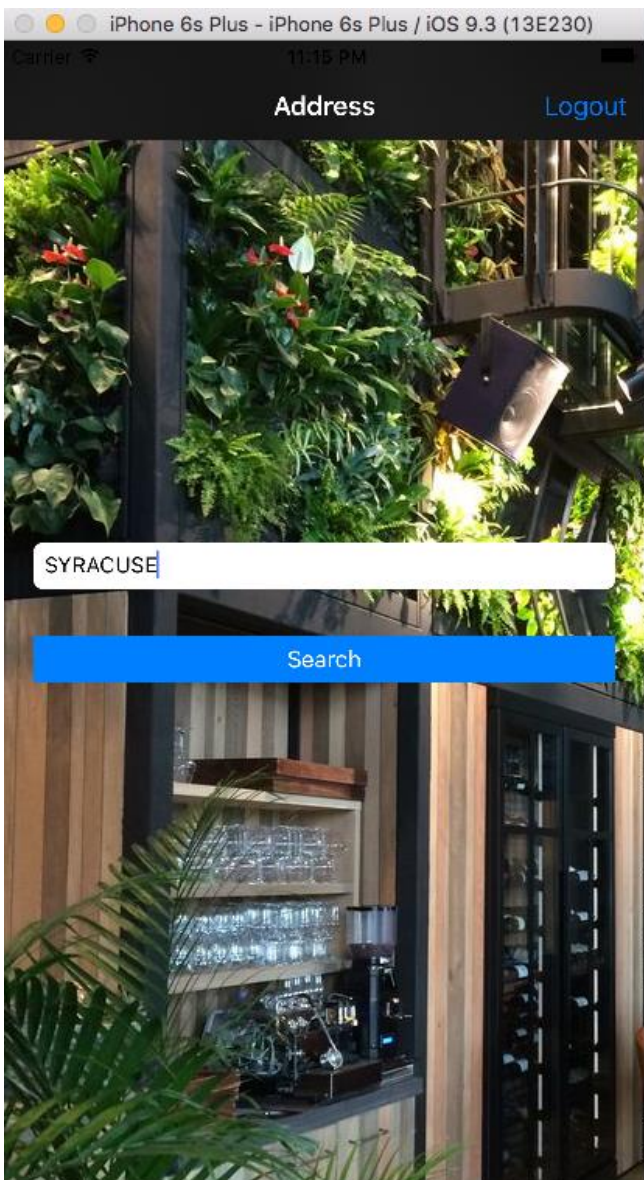 iPhone 6s Plus - iPhone 6s Plus / iOS 9.3 (13E230)
Carrier 11:15 PM
Address Logout
SYRACUSE
Search